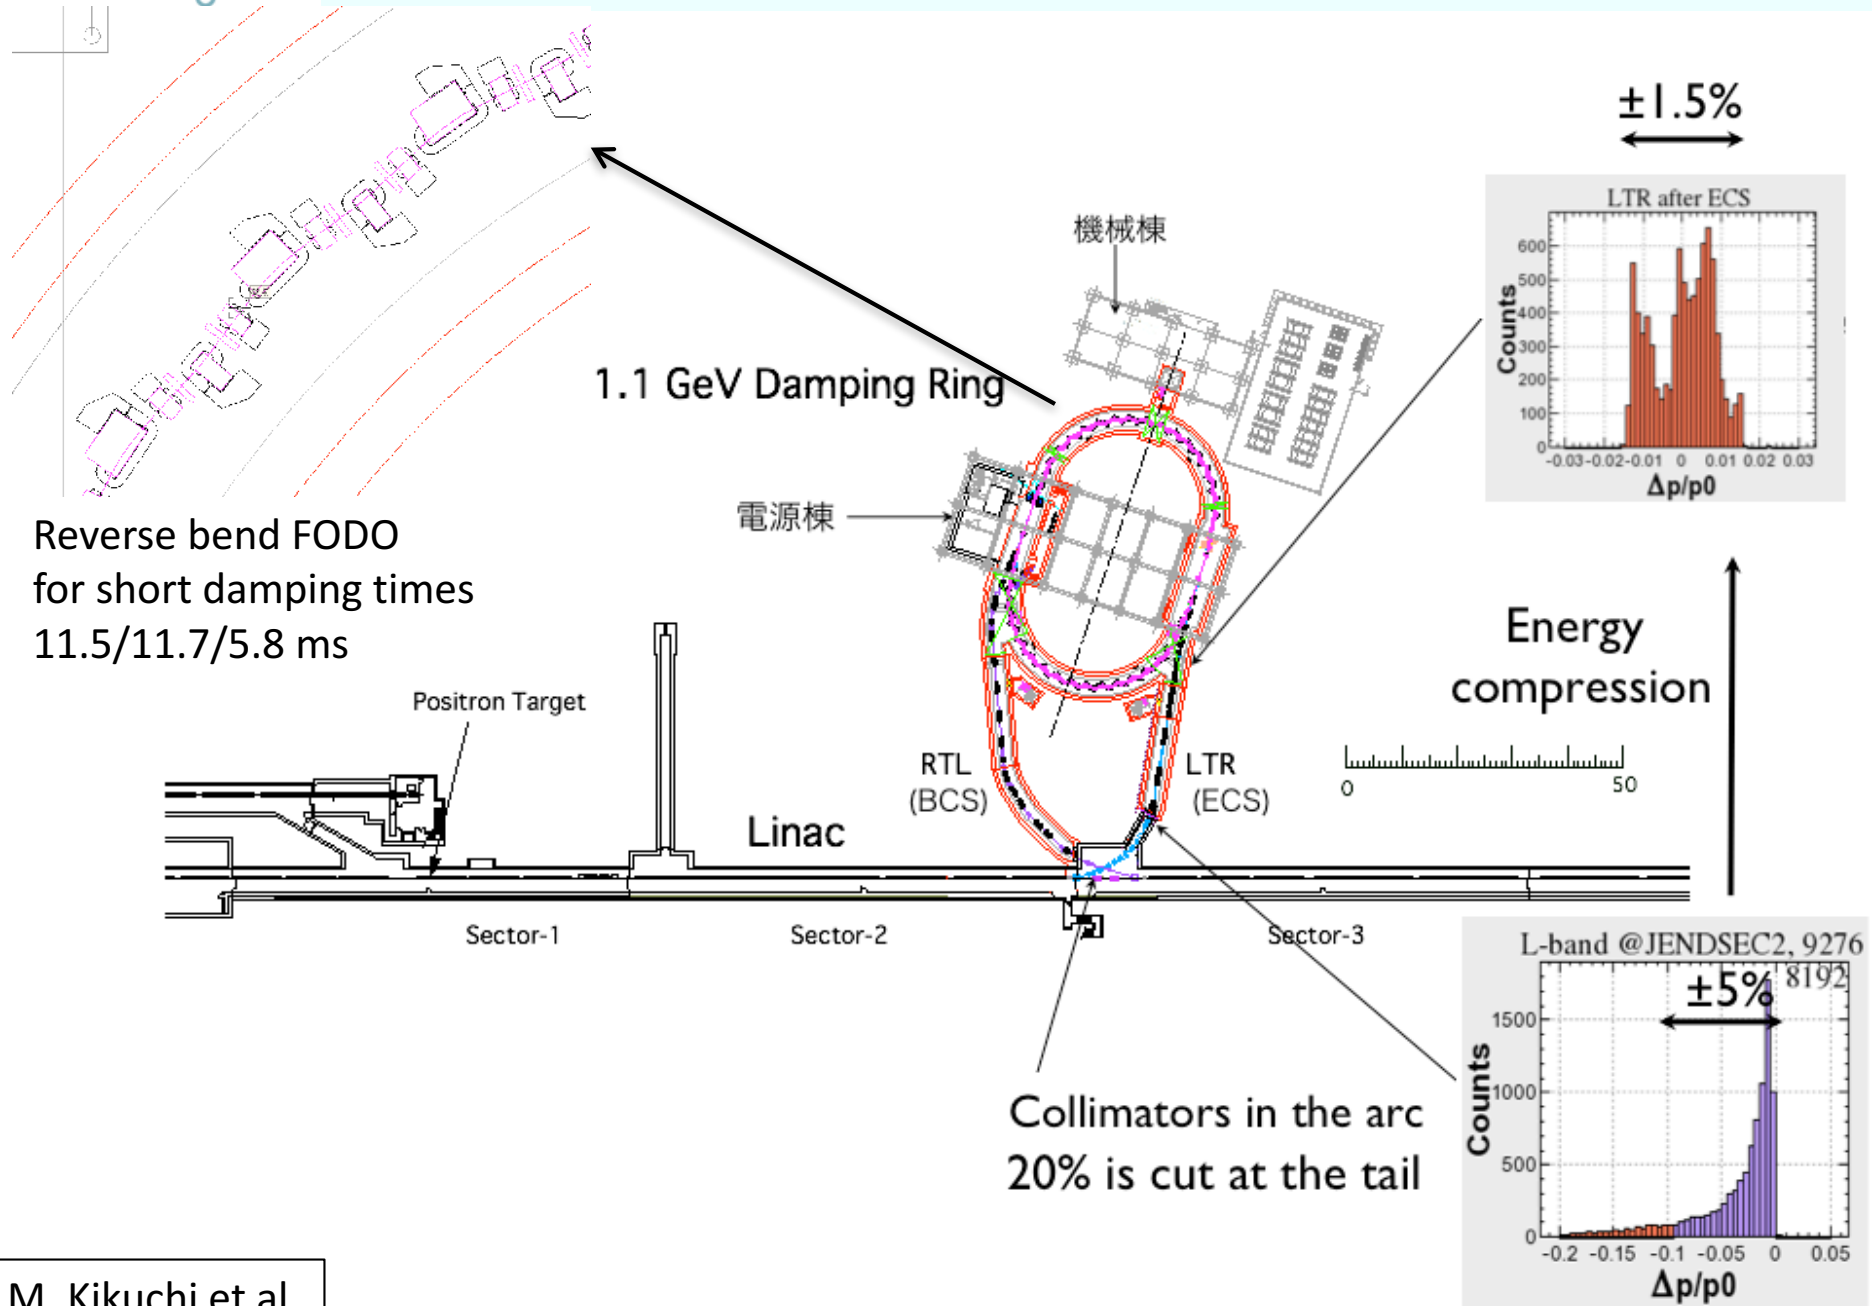 ±1.5%
LTR after ECS
600
500
400
300
200
100
0
Counts
-0.03 -0.02 -0.01 0 0.01 0.02 0.03
Δp/p0
機械棟
1.1 GeV Damping Ring
電源棟
Reverse bend FODO
for short damping times
11.5/11.7/5.8 ms
Energy
compression
Positron Target
RTL
(BCS)
LTR
(ECS)
0 50
Linac
Sector-1
Sector-2
Sector-3
L-band @JENDSEC2, 9276
8192
±5%
1500
1000
500
0
Counts
-0.2 -0.15 -0.1 -0.05 0 0.05
Δp/p0
Collimators in the arc
20% is cut at the tail
M. Kikuchi et al